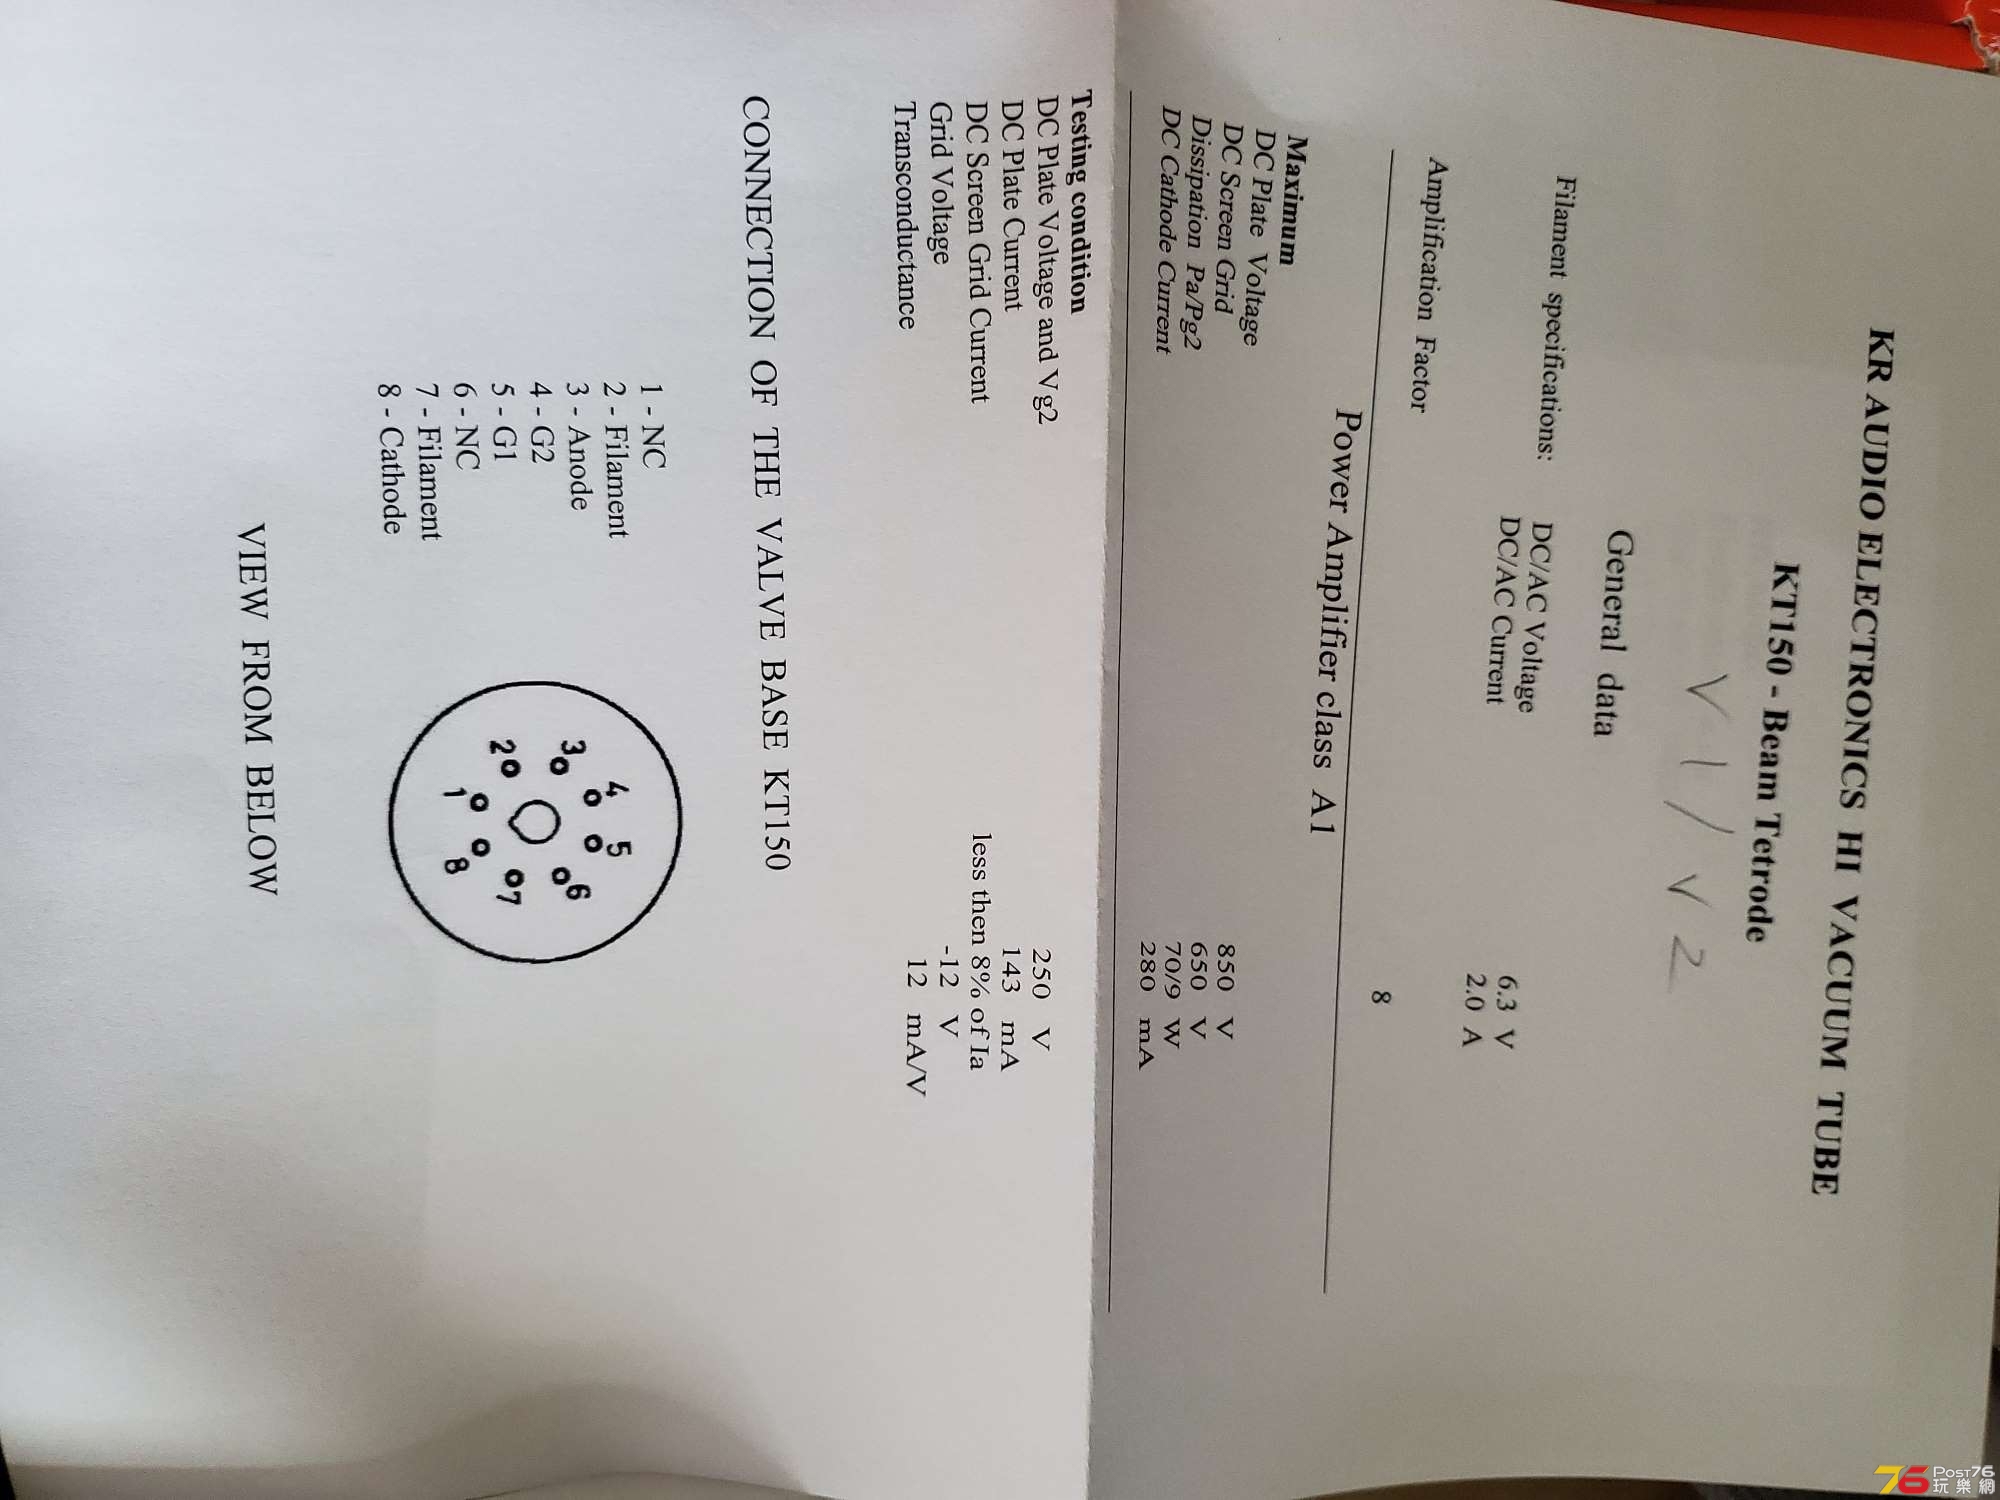 KR AUDIO ELECTRONICS HI VACUUM TUBE
KT150 - Beam Tetrode
V1/V2
General data
Filament specifications: DC/AC Voltage 6.3 V
DC/AC Current 2.0 A
Amplification Factor 8
Power Amplifier class A1
Maximum
DC Plate Voltage 850 V
DC Screen Grid 650 V
Dissipation Pa/Pg2 70/9 W
DC Cathode Current 280 mA
Testing condition
DC Plate Voltage and Vg2 250 V
DC Plate Current 143 mA
DC Screen Grid Current less then 8% of Ia
Grid Voltage -12 V
Transconductance 12 mA/V
CONNECTION OF THE VALVE BASE KT150
1 - NC
2 - Filament
3 - Anode
4 - G2
5 - G1
6 - NC
7 - Filament
8 - Cathode
4 5
3 6
2 7
1 8
VIEW FROM BELOW
76 POST76
玩樂網